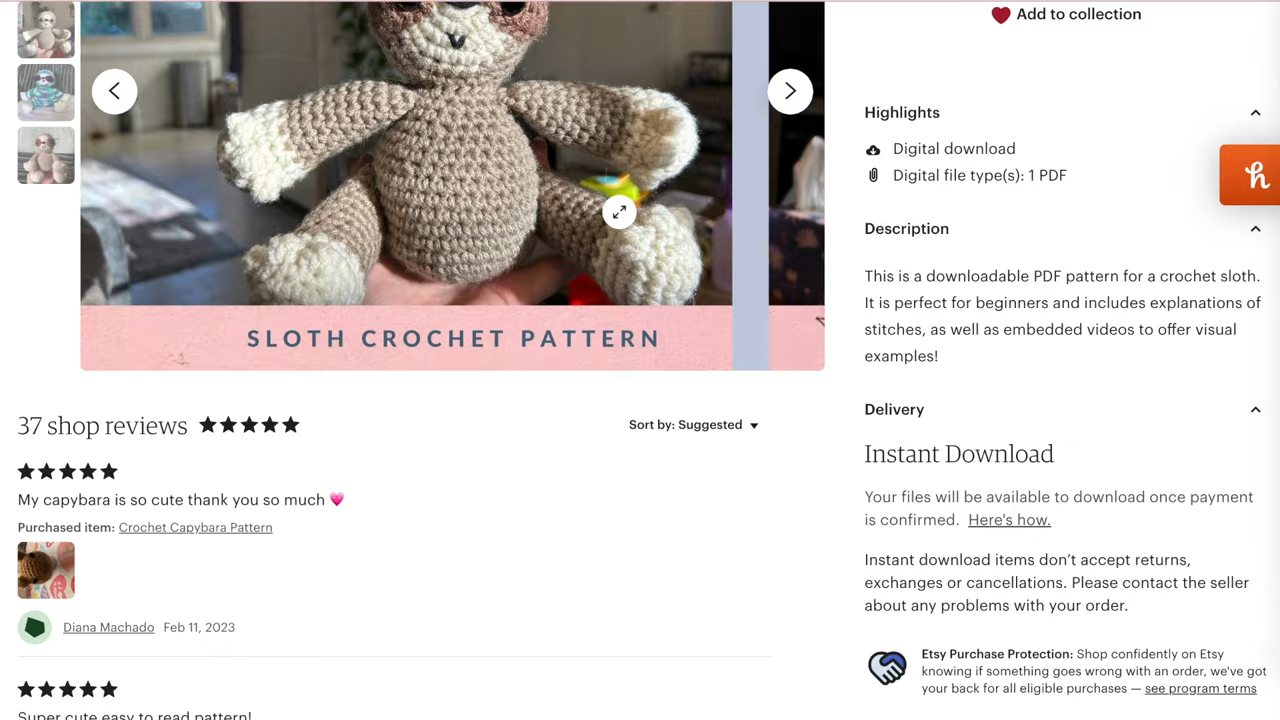 Add to collection
SLOTH CROCHET PATTERN
37 shop reviews
Sort by: Suggested
My capybara is so cute thank you so much 💗
Purchased item: Crochet Capybara Pattern
Diana Machado Feb 11, 2023
Super cute easy to read pattern!
Highlights
Digital download
Digital file type(s): 1 PDF
Description
This is a downloadable PDF pattern for a crochet sloth.
It is perfect for beginners and includes explanations of
stitches, as well as embedded videos to offer visual
examples!
Delivery
Instant Download
Your files will be available to download once payment
is confirmed. Here's how.
Instant download items don’t accept returns,
exchanges or cancellations. Please contact the seller
about any problems with your order.
Etsy Purchase Protection: Shop confidently on Etsy
knowing if something goes wrong with an order, we've got
your back for all eligible purchases — see program terms